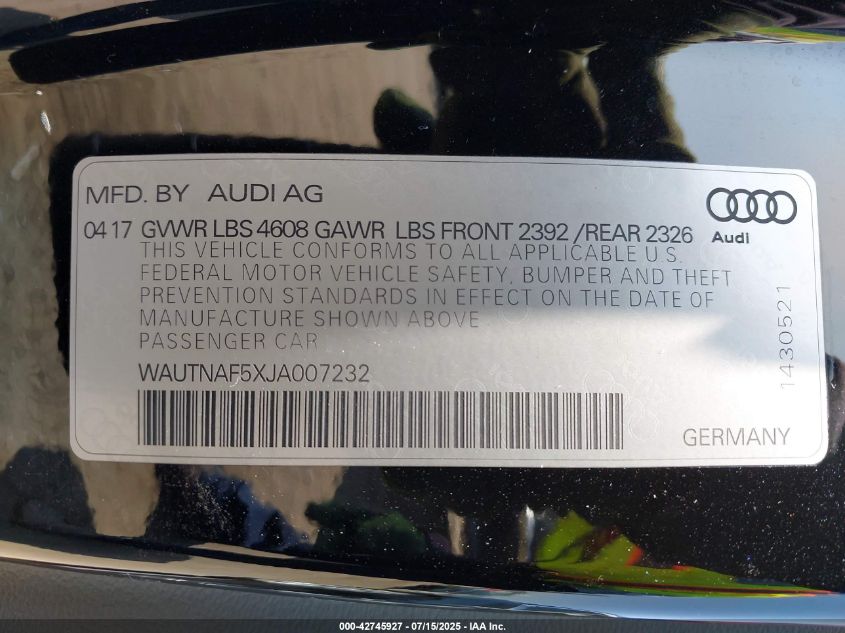 MFD. BY AUDI AG
04 17 GVWR LBS 4608 GAWR LBS FRONT 2392 /REAR 2326
Audi
THIS VEHICLE CONFORMS TO ALL APPLICABLE U.S.
FEDERAL MOTOR VEHICLE SAFETY, BUMPER AND THEFT
PREVENTION STANDARDS IN EFFECT ON THE DATE OF
MANUFACTURE SHOWN ABOVE
PASSENGER CAR
1430521
WAUTNAF5XJA007232
GERMANY
000-42745927 - 07/15/2025 - IAA Inc.